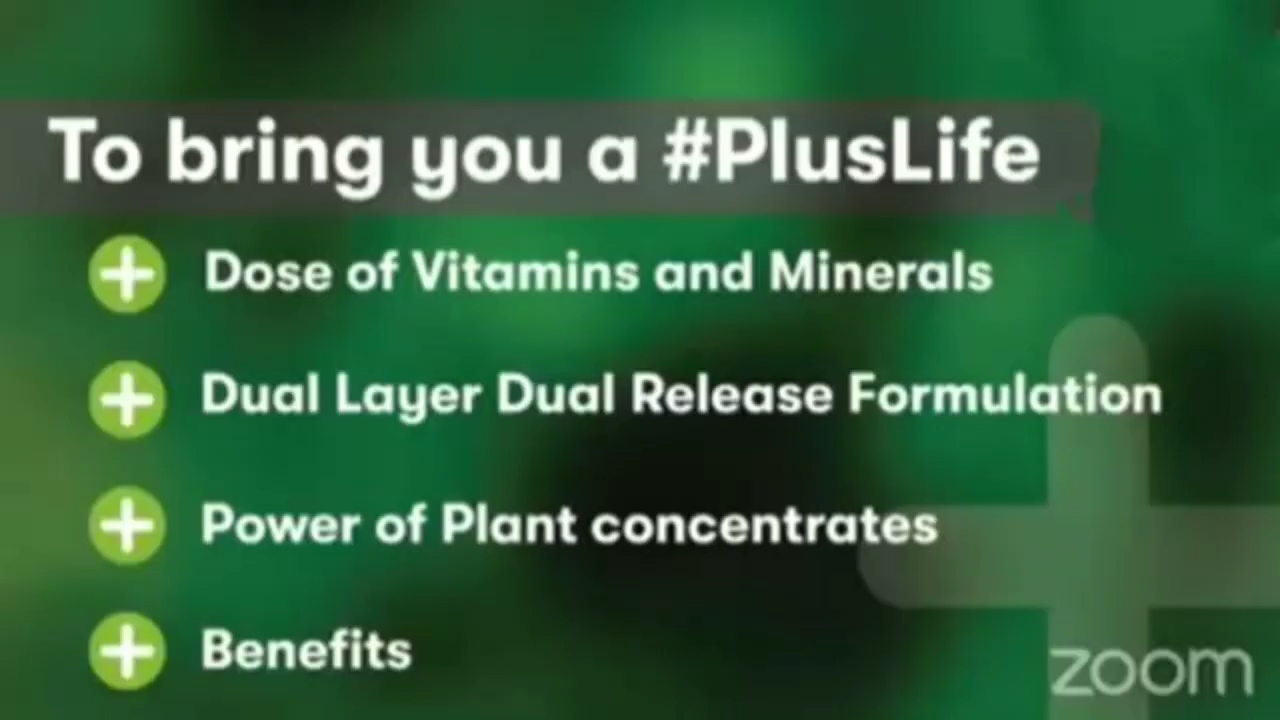 To bring you a #PlusLife
Dose of Vitamins and Minerals
Dual Layer Dual Release Formulation
Power of Plant concentrates
Benefits
zoom